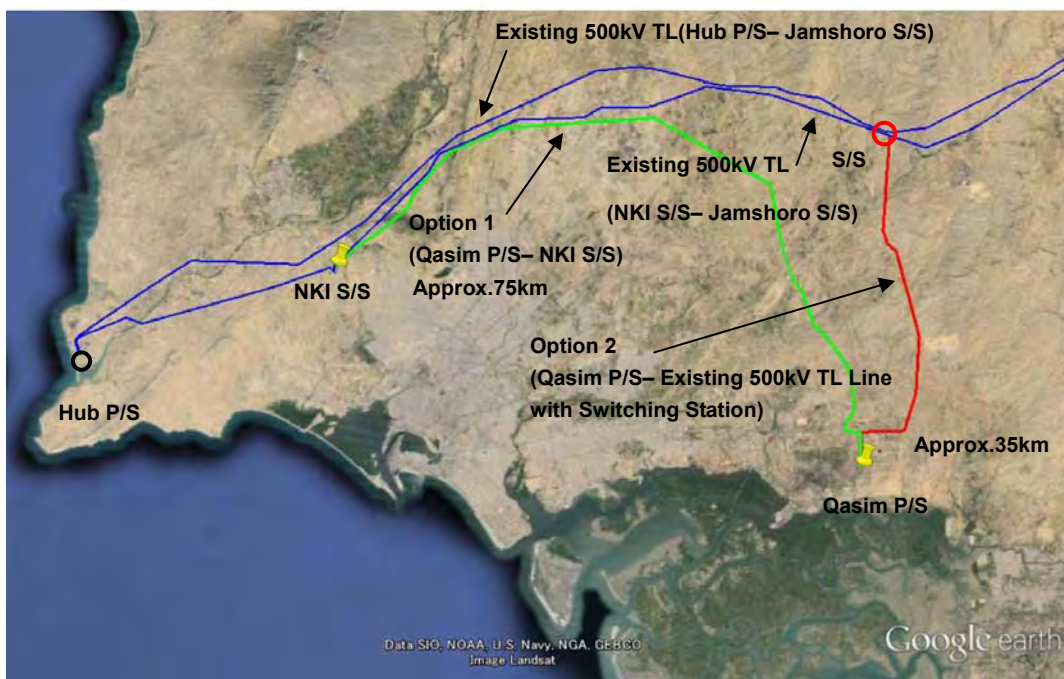 Existing 500kV TL(Hub P/S– Jamshoro S/S)
Existing 500kV TL
S/S
(NKI S/S– Jamshoro S/S)
Option 1
(Qasim P/S– NKI S/S)
Approx.75km
NKI S/S
Option 2
(Qasim P/S– Existing 500kV TL Line
with Switching Station)
Hub P/S
Approx.35km
Qasim P/S
Data SIO, NOAA, U.S. Navy, NGA, GEBCO
Image Landsat
Google earth